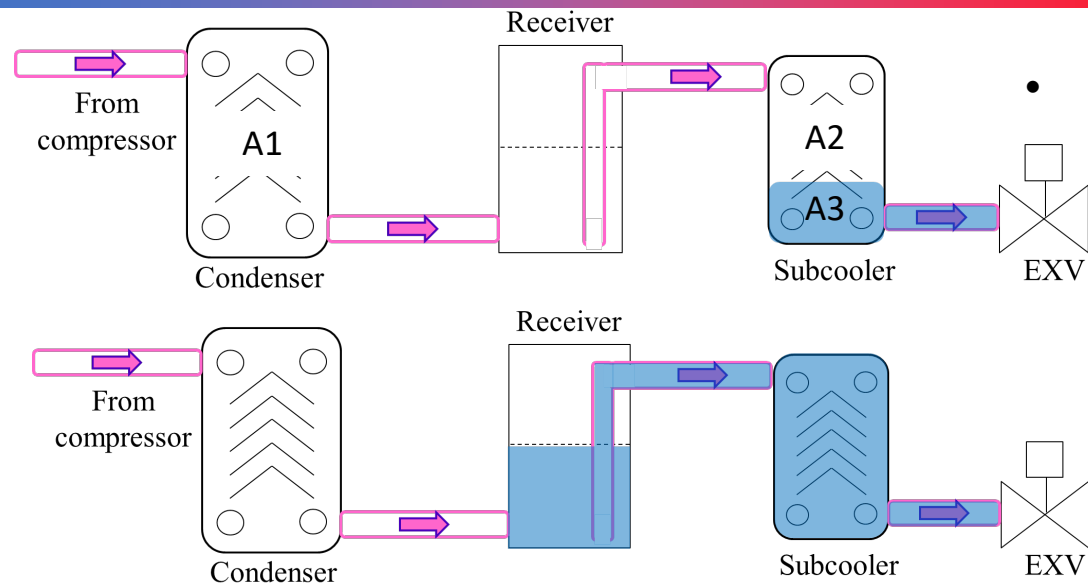 Receiver
From
compressor
A1
A2
A3
Condenser
Subcooler
EXV
Receiver
From
compressor
Condenser
Subcooler
EXV